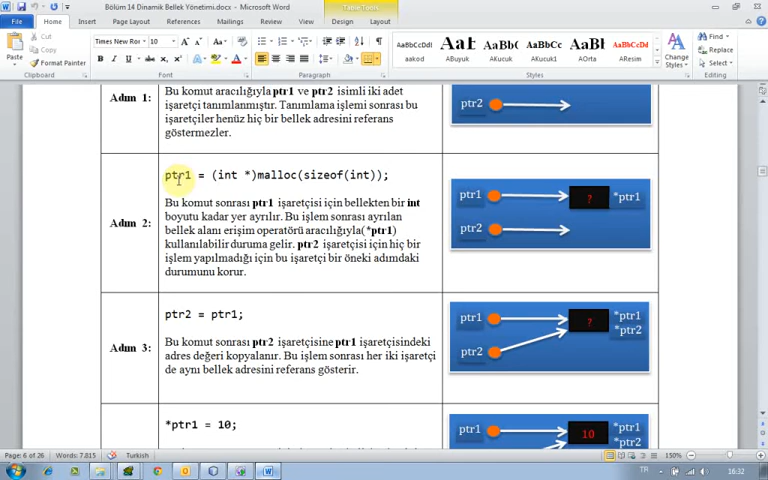 Bölüm 14 Dinamik Bellek Yönetimi.docx - Microsoft Word
Table Tools
File Home Insert Page Layout References Mailings Review View Design Layout
Cut
Copy
Format Painter
Paste
Clipboard
Times New Ror 10
Font
Paragraph
AaBbCcDdI AaBl AaBbCc AaBbCcI AaBbI AaBbCcDd
aakod ABuyuk AKucuk AKucuk1 AOrta AResim
Change Styles
Styles
Find
Replace
Select
Editing
Adım 1:
Bu komut aracılığıyla ptr1 ve ptr2 isimli iki adet
işaretçi tanımlanmıştır. Tanımlama işlemi sonrası bu
işaretçiler henüz hiç bir bellek adresini referans
göstermezler.
ptr2
Adım 2:
ptr1 = (int *)malloc(sizeof(int));
Bu komut sonrası ptr1 işaretçisi için bellekten bir int
boyutu kadar yer ayrılır. Bu işlem sonrası ayrılan
bellek alanı erişim operatörü aracılığıyla(*ptr1)
kullanılabilir duruma gelir. ptr2 işaretçisi için hiç bir
işlem yapılmadığı için bu işaretçi bir öneki adımdaki
durumunu korur.
ptr1 ? *ptr1
ptr2
Adım 3:
ptr2 = ptr1;
Bu komut sonrası ptr2 işaretçisine ptr1 işaretçisindeki
adres değeri kopyalanır. Bu işlem sonrası her iki işaretçi
de aynı bellek adresini referans gösterir.
ptr1 ? *ptr1
ptr2 *ptr2
*ptr1 = 10;
ptr1 10 *ptr1
*ptr2
Page: 6 of 26 Words: 7.815 Turkish 150%
TR 16:32